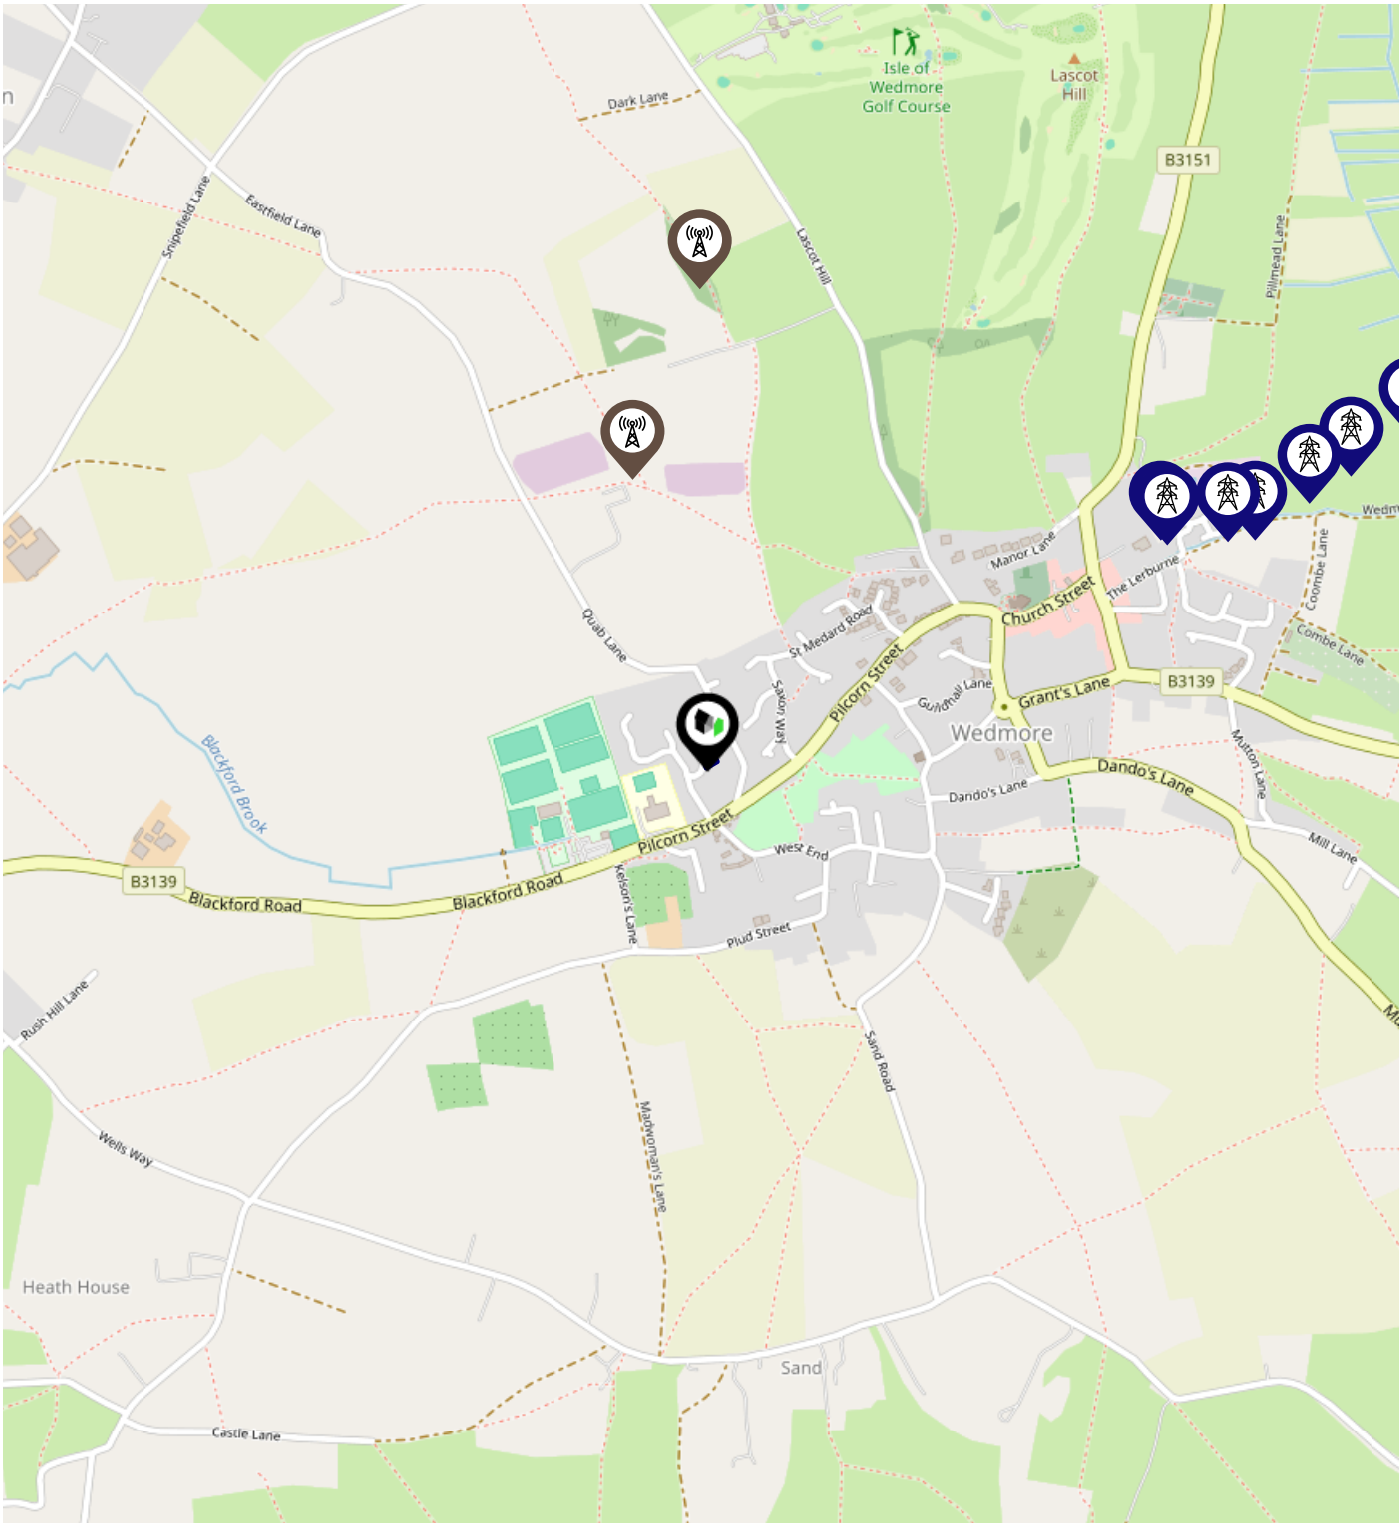 Dark Lane
Isle of
Wedmore
Golf Course
Lascot
Hill
n
B3151
Snipefield Lane
Eastfield Lane
Lascot Hill
Pillmead Lane
Wedm
Manor Lane
Coombe Lane
The Lerburne
Church Street
Quab Lane
St Medard Road
Combe Lane
Pilcorn Street
Saxon Way
Guildhall Lane
Grant's Lane
B3139
Wedmore
Blackford Brook
Mutton Lane
Dando's Lane
Dando's Lane
Pilcorn Street
West End
Mill Lane
B3139
Blackford Road
Blackford Road
Kelson's Lane
Plud Street
Rush Hill Lane
Sand Road
Madwoman's Lane
Wells Way
Heath House
Sand
Castle Lane